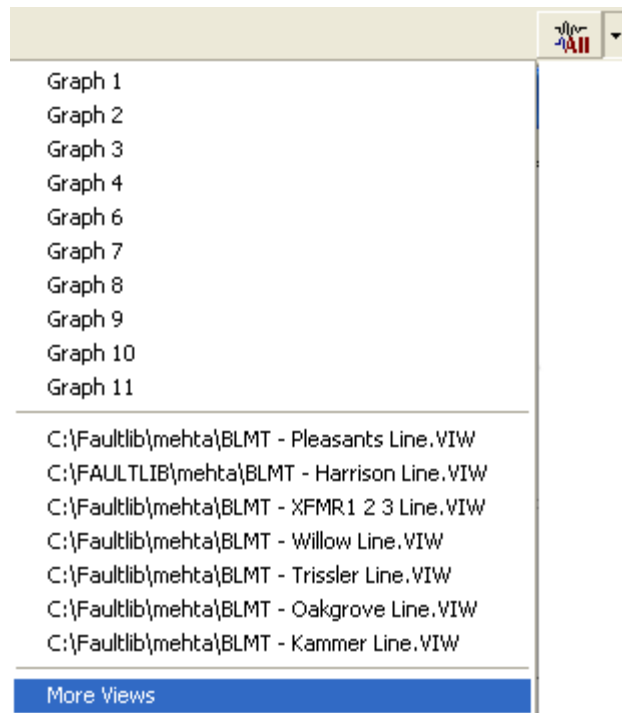 All
Graph 1
Graph 2
Graph 3
Graph 4
Graph 6
Graph 7
Graph 8
Graph 9
Graph 10
Graph 11
C:\Faultlib\mehta\BLMT - Pleasants Line.VIW
C:\FAULTLIB\mehta\BLMT - Harrison Line.VIW
C:\Faultlib\mehta\BLMT - XFMR1 2 3 Line.VIW
C:\Faultlib\mehta\BLMT - Willow Line.VIW
C:\Faultlib\mehta\BLMT - Trissler Line.VIW
C:\Faultlib\mehta\BLMT - Oakgrove Line.VIW
C:\Faultlib\mehta\BLMT - Kammer Line.VIW
More Views